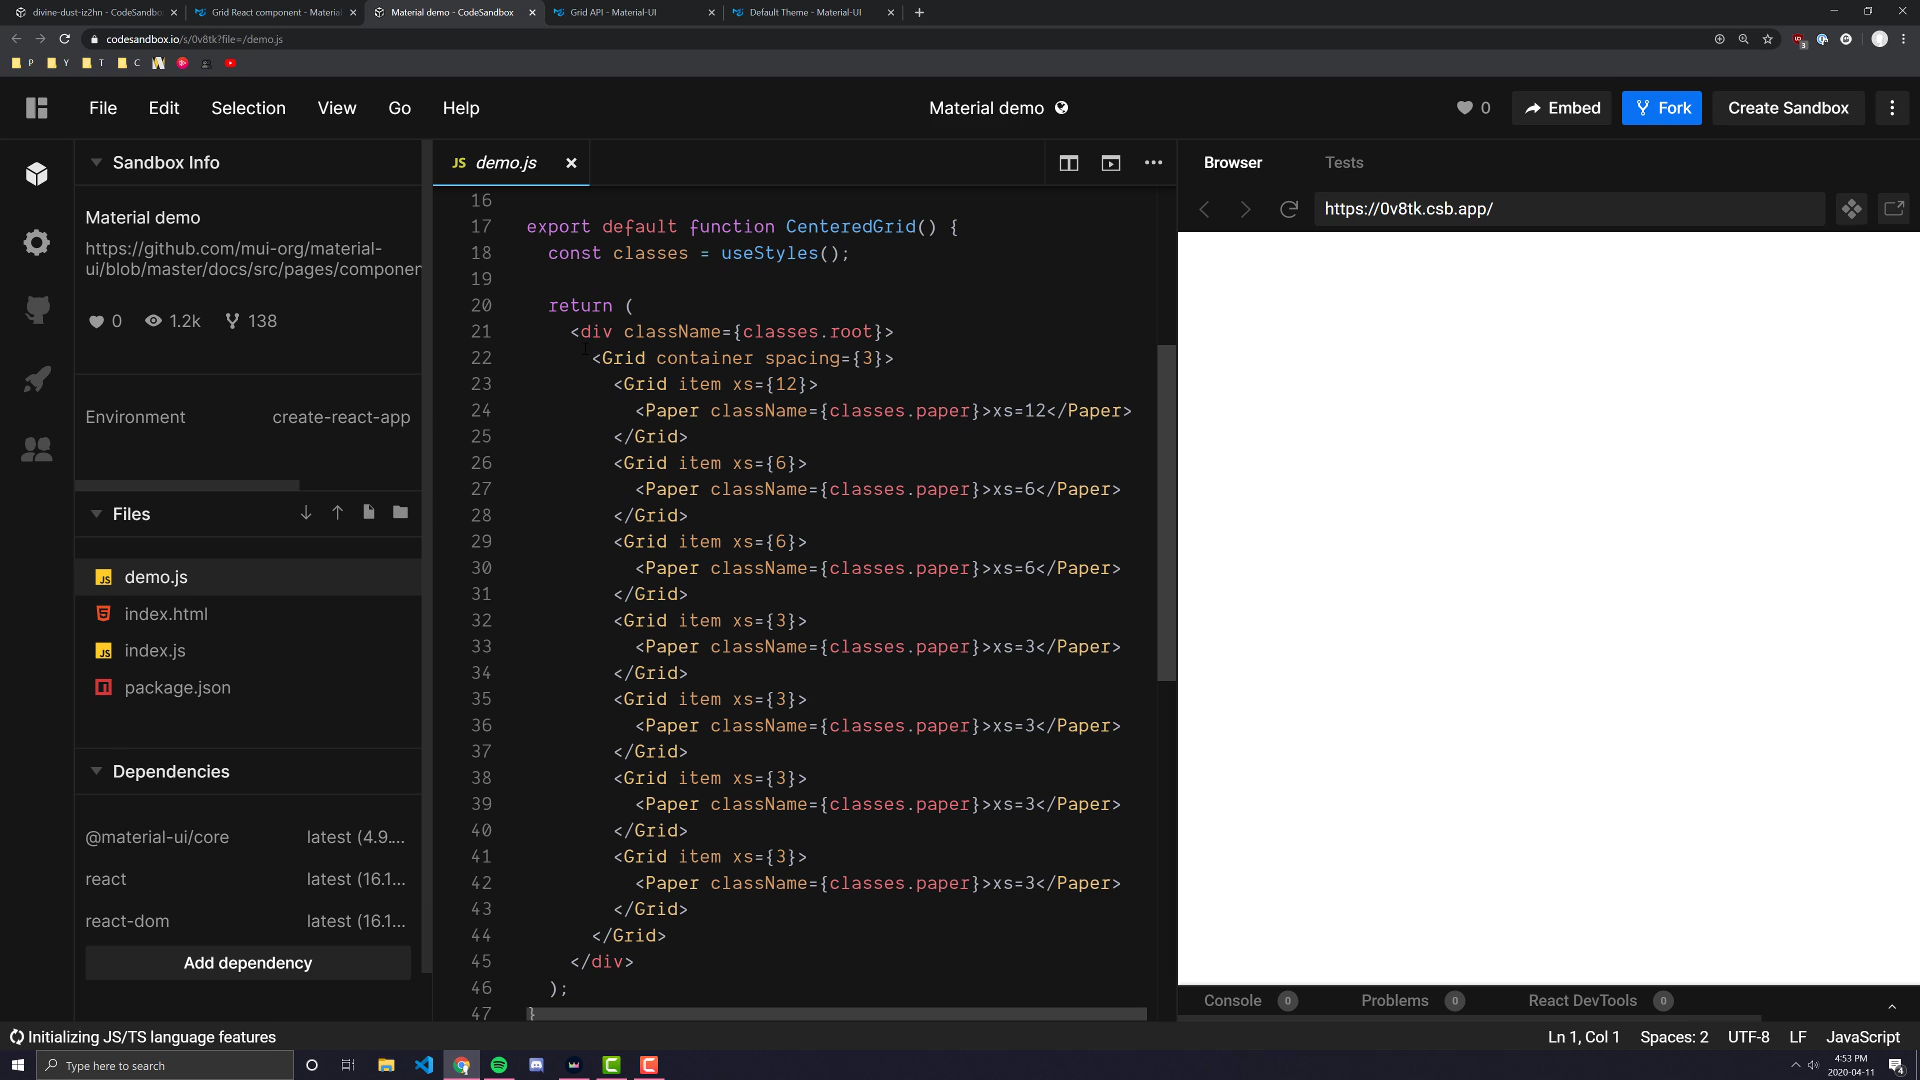 divine-dust-iz2hn - CodeSandbo
Grid React component - Material
Material demo - CodeSandbox
Grid API - Material-UI
Default Theme - Material-UI
codesandbox.io/s/0v8tk?file=/demo.js
P
Y
T
C
File
Edit
Selection
View
Go
Help
Material demo
0
Embed
Fork
Create Sandbox
Sandbox Info
Material demo
https://github.com/mui-org/material-
ui/blob/master/docs/src/pages/componen
0
1.2k
138
Environment
create-react-app
Files
demo.js
index.html
index.js
package.json
Dependencies
@material-ui/core
latest (4.9....
react
latest (16.1...
react-dom
latest (16.1...
Add dependency
JS demo.js
16
17 export default function CenteredGrid() {
18 const classes = useStyles();
19
20 return (
21 <div className={classes.root}>
22 <Grid container spacing={3}>
23 <Grid item xs={12}>
24 <Paper className={classes.paper}>xs=12</Paper>
25 </Grid>
26 <Grid item xs={6}>
27 <Paper className={classes.paper}>xs=6</Paper>
28 </Grid>
29 <Grid item xs={6}>
30 <Paper className={classes.paper}>xs=6</Paper>
31 </Grid>
32 <Grid item xs={3}>
33 <Paper className={classes.paper}>xs=3</Paper>
34 </Grid>
35 <Grid item xs={3}>
36 <Paper className={classes.paper}>xs=3</Paper>
37 </Grid>
38 <Grid item xs={3}>
39 <Paper className={classes.paper}>xs=3</Paper>
40 </Grid>
41 <Grid item xs={3}>
42 <Paper className={classes.paper}>xs=3</Paper>
43 </Grid>
44 </Grid>
45 </div>
46 );
47 }
Browser
Tests
https://0v8tk.csb.app/
Console 0
Problems 0
React DevTools 0
Initializing JS/TS language features
Ln 1, Col 1
Spaces: 2
UTF-8
LF
JavaScript
Type here to search
4:53 PM
2020-04-11